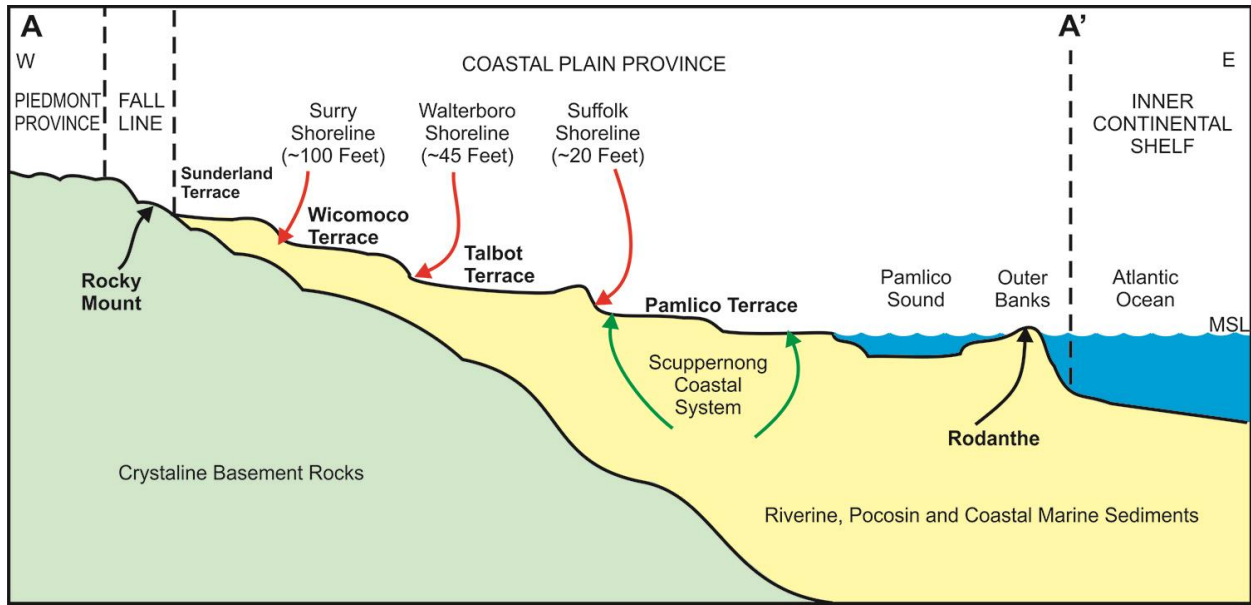 A
A'
W
E
COASTAL PLAIN PROVINCE
PIEDMONT
PROVINCE
FALL
LINE
INNER
CONTINENTAL
SHELF
Surry
Shoreline
(~100 Feet)
Walterboro
Shoreline
(~45 Feet)
Suffolk
Shoreline
(~20 Feet)
Sunderland
Terrace
Wicomoco
Terrace
Talbot
Terrace
Pamlico Terrace
Pamlico
Sound
Outer
Banks
Atlantic
Ocean
MSL
Rocky
Mount
Scuppernong
Coastal
System
Rodanthe
Crystaline Basement Rocks
Riverine, Pocosin and Coastal Marine Sediments